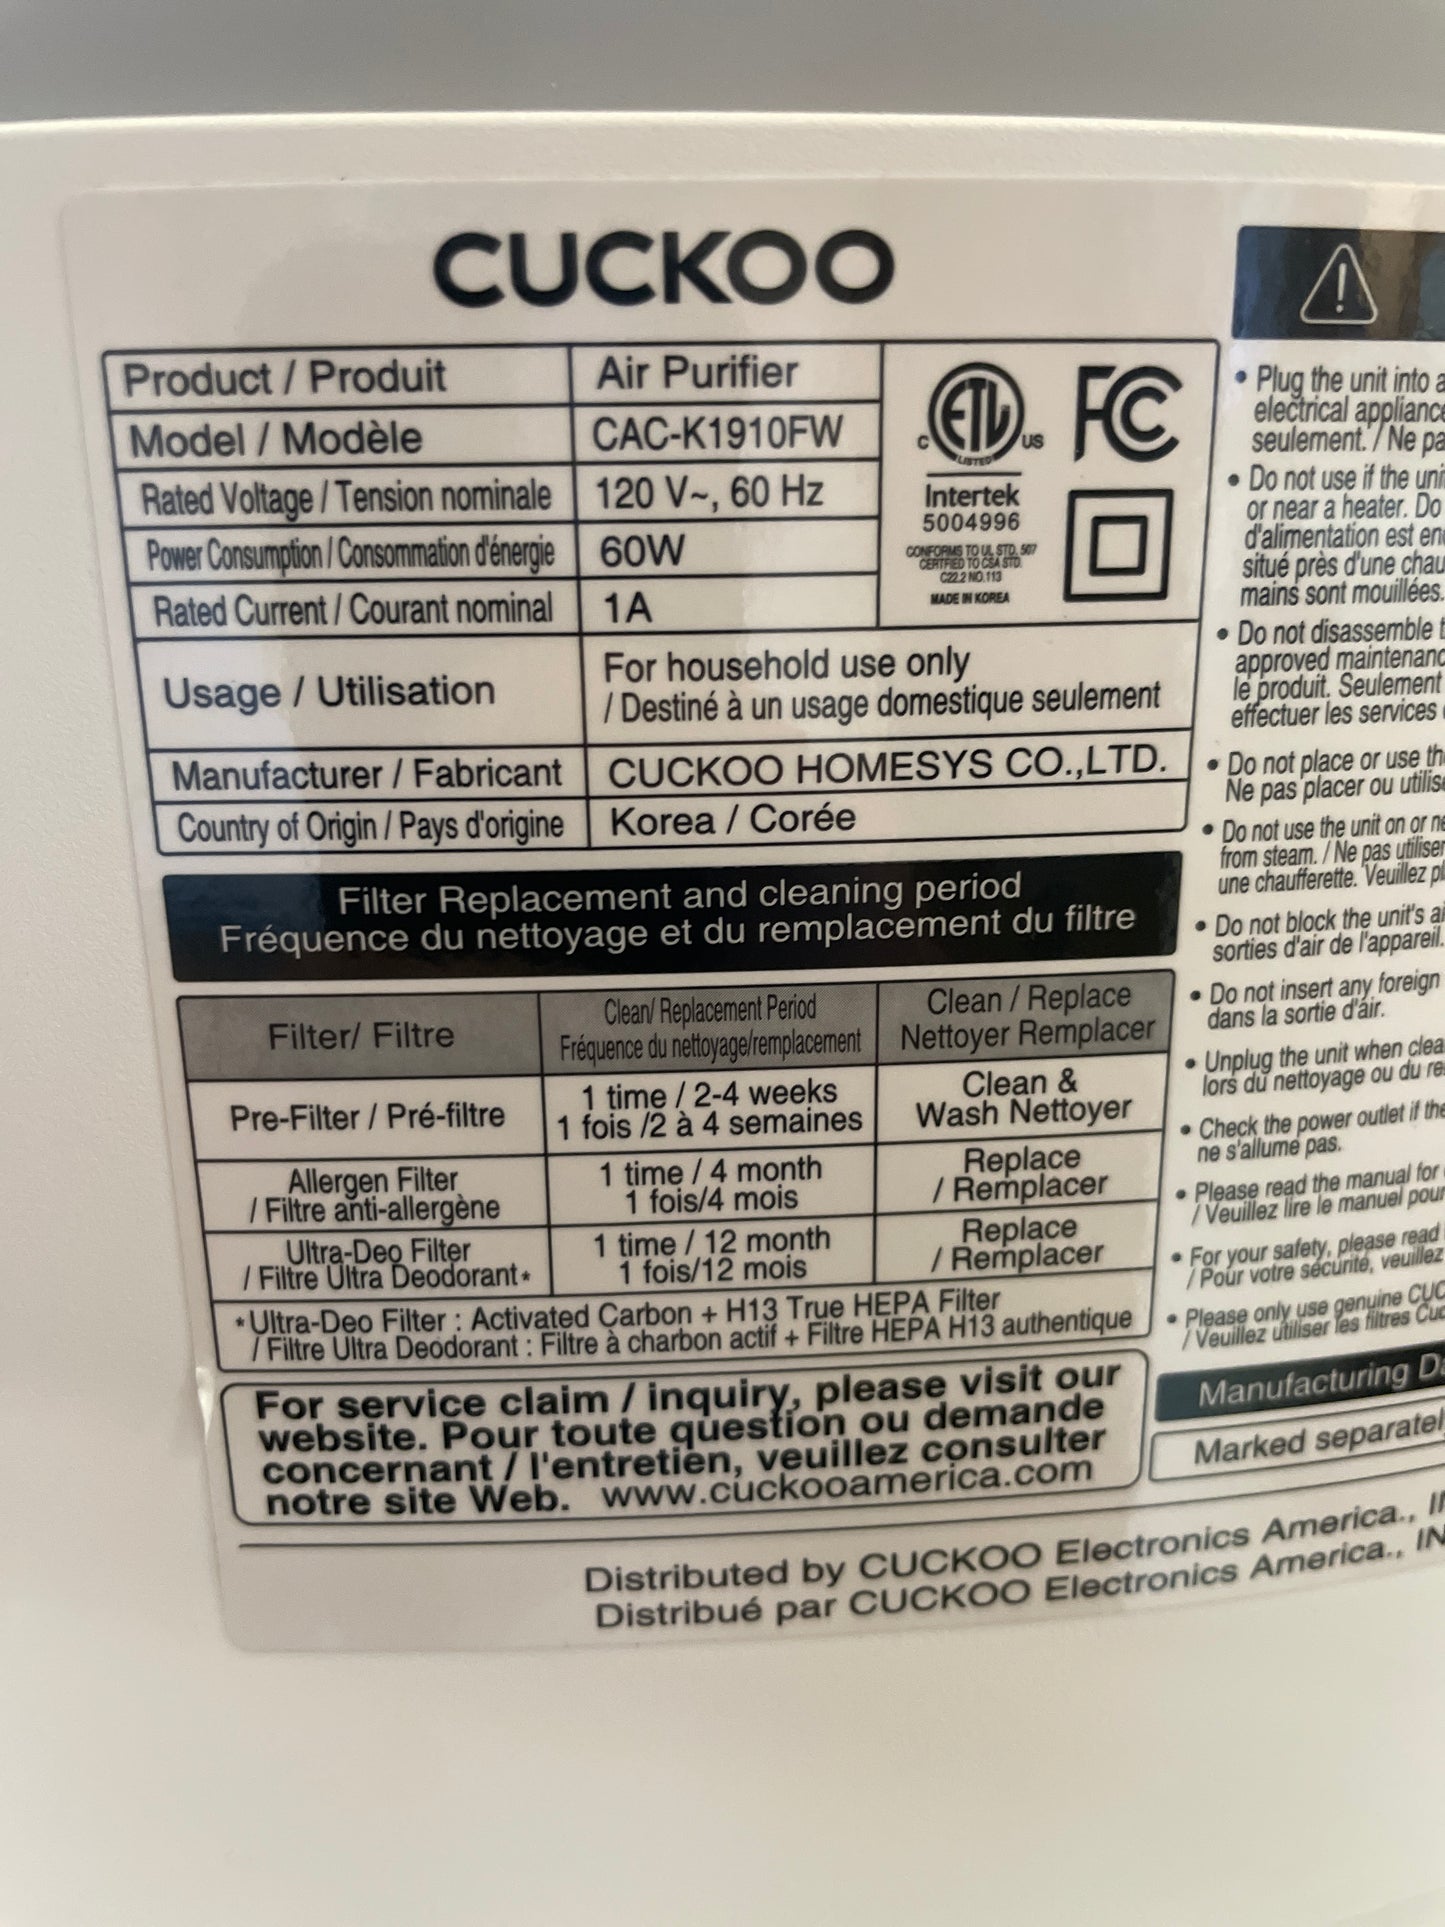 CUCKOO
Product / Produit
Air Purifier
Model / Modèle
CAC-K1910FW
Rated Voltage / Tension nominale
120 V~, 60 Hz
Power Consumption / Consommation d'énergie
60W
Rated Current / Courant nominal
1A
C ETL US
LISTED
Intertek
5004996
CONFORMS TO UL STD. 507
CERTFIED TO CSA STD.
C22.2 NO.113
MADE IN KOREA
FC
Usage / Utilisation
For household use only
/ Destiné à un usage domestique seulement
Manufacturer / Fabricant
CUCKOO HOMESYS CO.,LTD.
Country of Origin / Pays d'origine
Korea / Corée
Filter Replacement and cleaning period
Fréquence du nettoyage et du remplacement du filtre
Filter/ Filtre
Clean/ Replacement Period
Fréquence du nettoyage/remplacement
Clean / Replace
Nettoyer Remplacer
Pre-Filter / Pré-filtre
1 time / 2-4 weeks
1 fois /2 à 4 semaines
Clean &
Wash Nettoyer
Allergen Filter
/ Filtre anti-allergène
1 time / 4 month
1 fois/4 mois
Replace
/ Remplacer
Ultra-Deo Filter
/ Filtre Ultra Deodorant*
1 time / 12 month
1 fois/12 mois
Replace
/ Remplacer
*Ultra-Deo Filter : Activated Carbon + H13 True HEPA Filter
/ Filtre Ultra Deodorant : Filtre à charbon actif + Filtre HEPA H13 authentique
For service claim / inquiry, please visit our
website. Pour toute question ou demande
concernant / l'entretien, veuillez consulter
notre site Web. www.cuckooamerica.com
Distributed by CUCKOO Electronics America.,
Distribué par CUCKOO Electronics America.,
• Plug the unit into
electrical
seulement. / Ne
• Do not use if the
or near a heater. Do
d'alimentation est
situé près d'une
mains sont mouillées.
• Do not disassemble
approved
le produit. Seulement
effectuer les services
• Do not place or use
Ne pas placer ou
• Do not use the unit on or
from steam. / Ne pas utiliser
une chaufferette. Veuillez
• Do not block the unit's
sorties d'air de l'appareil.
• Do not insert any foreign
dans la sortie d'air.
• Unplug the unit when
lors du nettoyage ou du
• Check the power outlet if the
ne s'allume pas.
• Please read the manual for
/ Veuillez lire le manuel pour
• For your safety, please read
/ Pour votre sécurité, veuillez
• Please only use genuine
/ Veuillez utiliser les filtres
Manufacturing
Marked